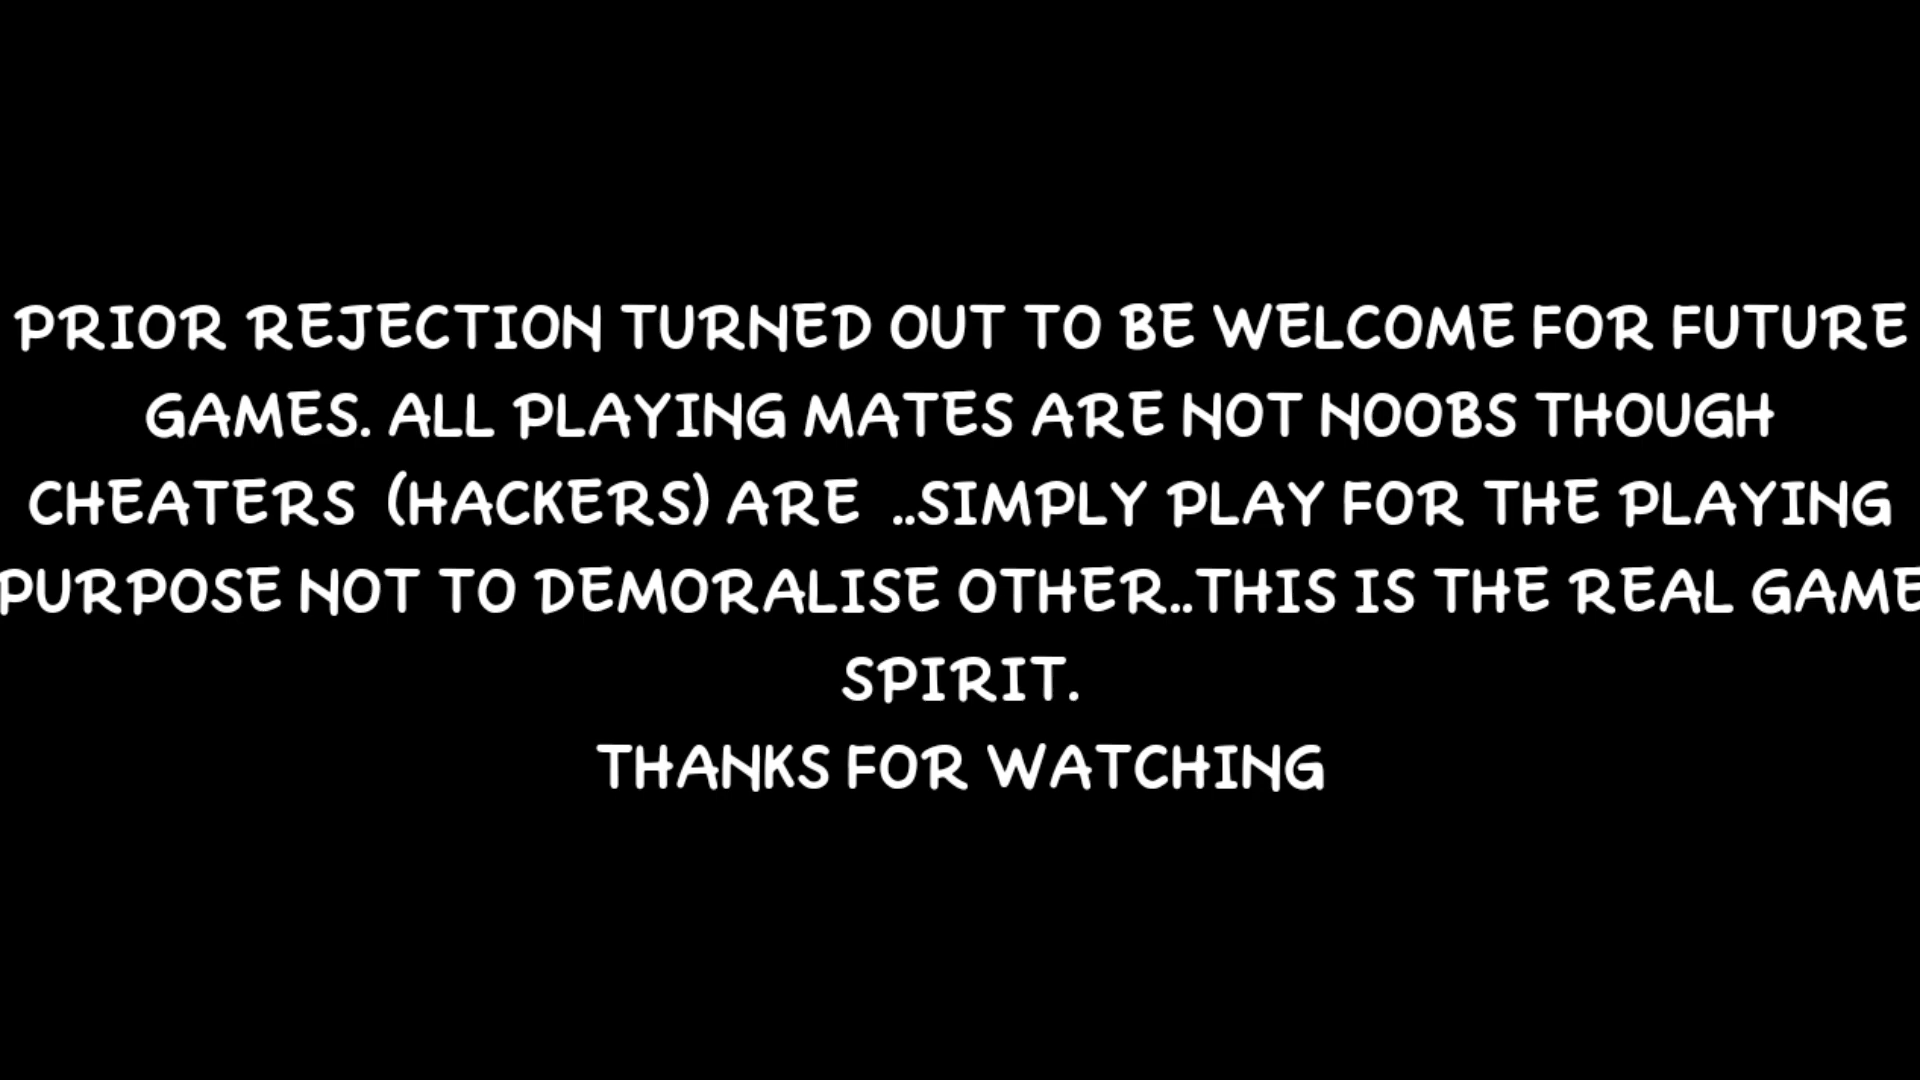 PRIOR REJECTION TURNED OUT TO BE WELCOME FOR FUTURE
GAMES. ALL PLAYING MATES ARE NOT NOOBS THOUGH
CHEATERS  (HACKERS) ARE  ..SIMPLY PLAY FOR THE PLAYING
PURPOSE NOT TO DEMORALISE OTHER..THIS IS THE REAL GAME
SPIRIT.
THANKS FOR WATCHING